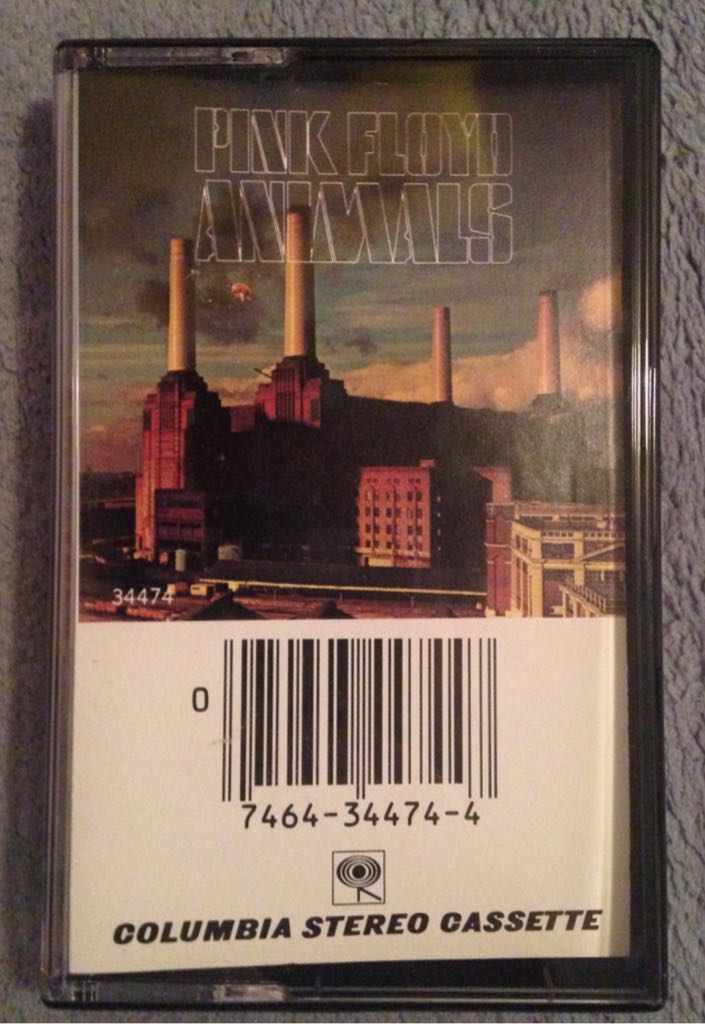 PINK FLOYD
ANIMALS
34474
0
7464-34474-4
COLUMBIA STEREO CASSETTE